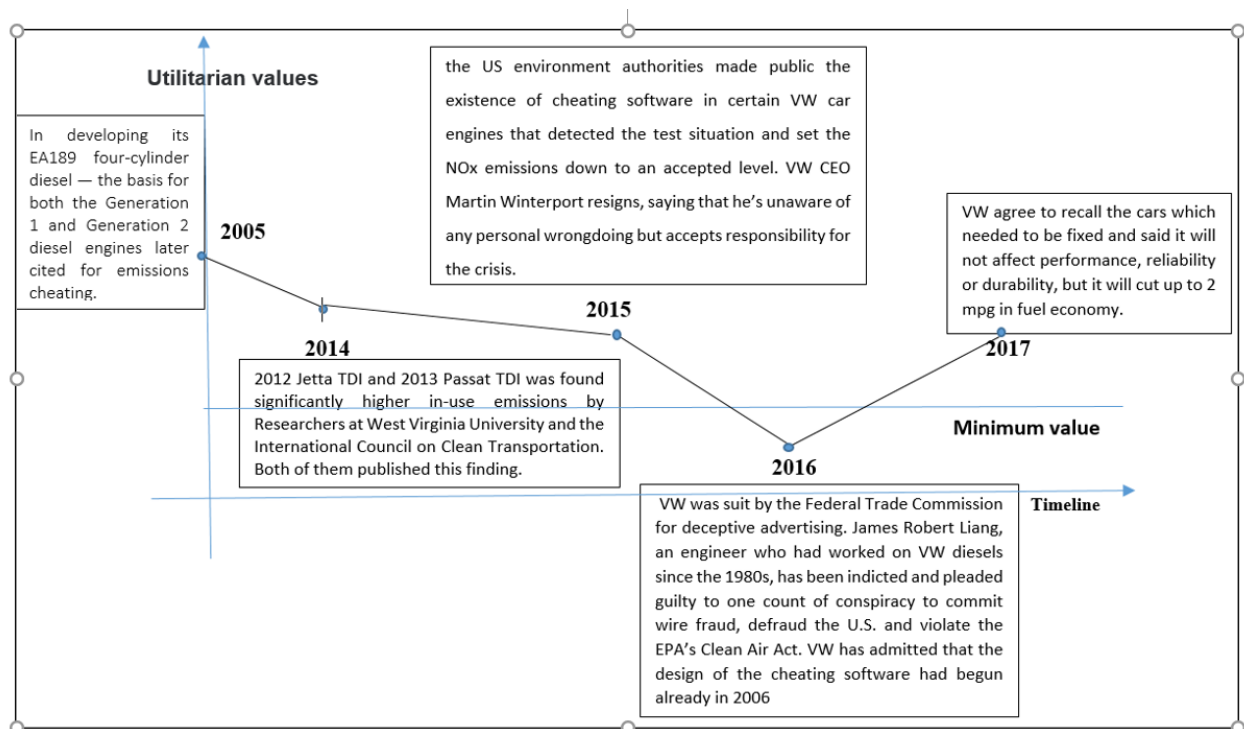 Utilitarian values
In developing its
EA189 four-cylinder
diesel — the basis for
both the Generation
1 and Generation 2
diesel engines later
cited for emissions
cheating.
2005
2014
2012 Jetta TDI and 2013 Passat TDI was found
significantly higher in-use emissions by
Researchers at West Virginia University and the
International Council on Clean Transportation.
Both of them published this finding.
the US environment authorities made public the
existence of cheating software in certain VW car
engines that detected the test situation and set the
NOx emissions down to an accepted level. VW CEO
Martin Winterport resigns, saying that he's unaware of
any personal wrongdoing but accepts responsibility for
the crisis.
2015
2016
VW was suit by the Federal Trade Commission
for deceptive advertising. James Robert Liang,
an engineer who had worked on VW diesels
since the 1980s, has been indicted and pleaded
guilty to one count of conspiracy to commit
wire fraud, defraud the U.S. and violate the
EPA's Clean Air Act. VW has admitted that the
design of the cheating software had begun
already in 2006
VW agree to recall the cars which
needed to be fixed and said it will
not affect performance, reliability
or durability, but it will cut up to 2
mpg in fuel economy.
2017
Minimum value
Timeline